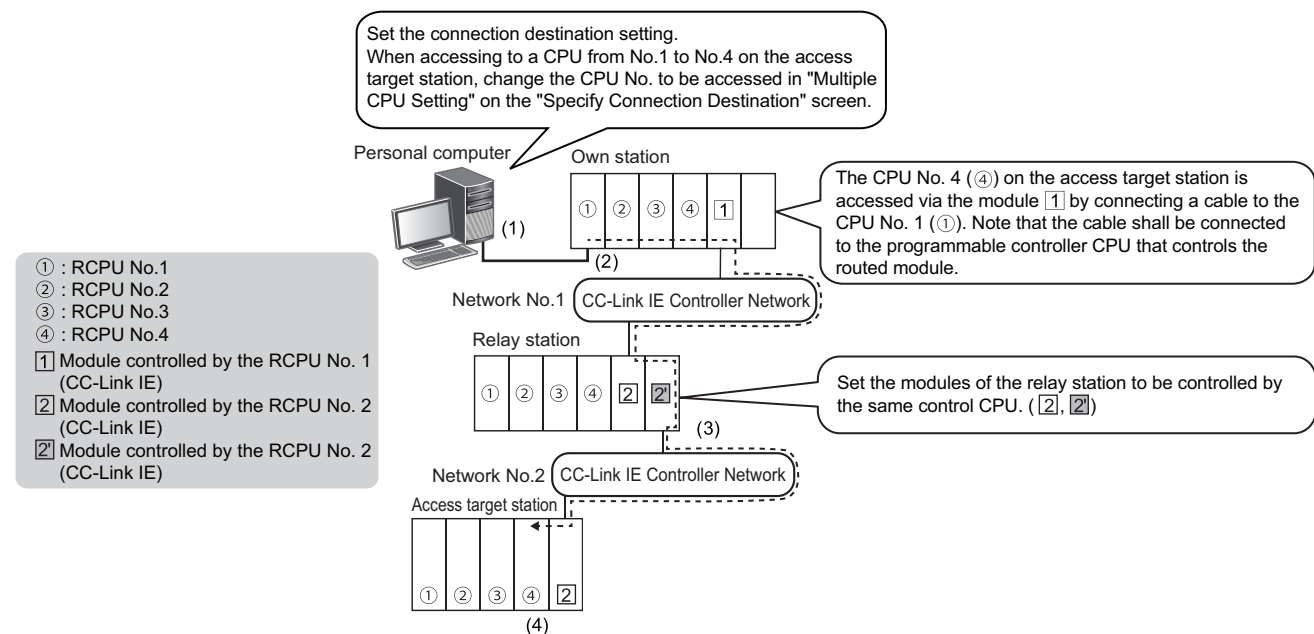 Set the connection destination setting.
When accessing to a CPU from No.1 to No.4 on the access
target station, change the CPU No. to be accessed in "Multiple
CPU Setting" on the "Specify Connection Destination" screen.
Personal computer
Own station
① ② ③ ④ 1
(1)
(2)
The CPU No. 4 (④) on the access target station is
accessed via the module 1 by connecting a cable to the
CPU No. 1 (①). Note that the cable shall be connected
to the programmable controller CPU that controls the
routed module.
① : RCPU No.1
② : RCPU No.2
③ : RCPU No.3
④ : RCPU No.4
1 Module controlled by the RCPU No. 1
(CC-Link IE)
2 Module controlled by the RCPU No. 2
(CC-Link IE)
2' Module controlled by the RCPU No. 2
(CC-Link IE)
Network No.1 CC-Link IE Controller Network
Relay station
① ② ③ ④ 2 2'
Set the modules of the relay station to be controlled by
the same control CPU. ( 2, 2')
(3)
Network No.2 CC-Link IE Controller Network
Access target station
① ② ③ ④ 2
(4)